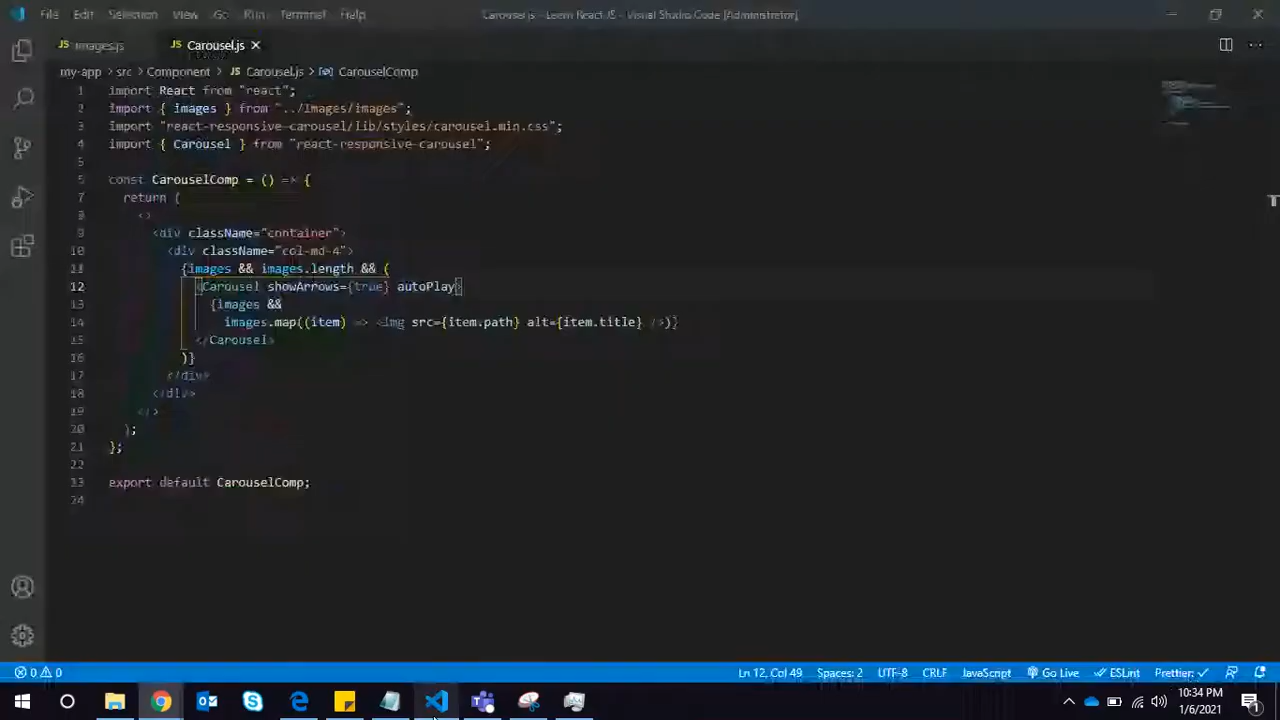 File Edit Selection View Go Run Terminal Help Carousel.js - Learn React JS - Visual Studio Code [Administrator]
JS Images.js JS Carousel.js
my-app > src > Component > JS Carousel.js > CarouselComp
1 import React from "react";
2 import { images } from "../Images/images";
3 import "react-responsive-carousel/lib/styles/carousel.min.css";
4 import { Carousel } from "react-responsive-carousel";
5
6 const CarouselComp = () => {
7 return (
8 <>
9 <div className="container">
10 <div className="col-md-4">
11 {images && images.length && (
12 <Carousel showArrows={true} autoPlay>
13 {images &&
14 images.map((item) => <img src={item.path} alt={item.title} />)}
15 </Carousel>
16 )}
17 </div>
18 </div>
19 </>
20 );
21 };
22
23 export default CarouselComp;
24
0 0 Ln 12, Col 49 Spaces: 2 UTF-8 CRLF JavaScript Go Live ESLint Prettier: ✓
10:34 PM
1/6/2021
1